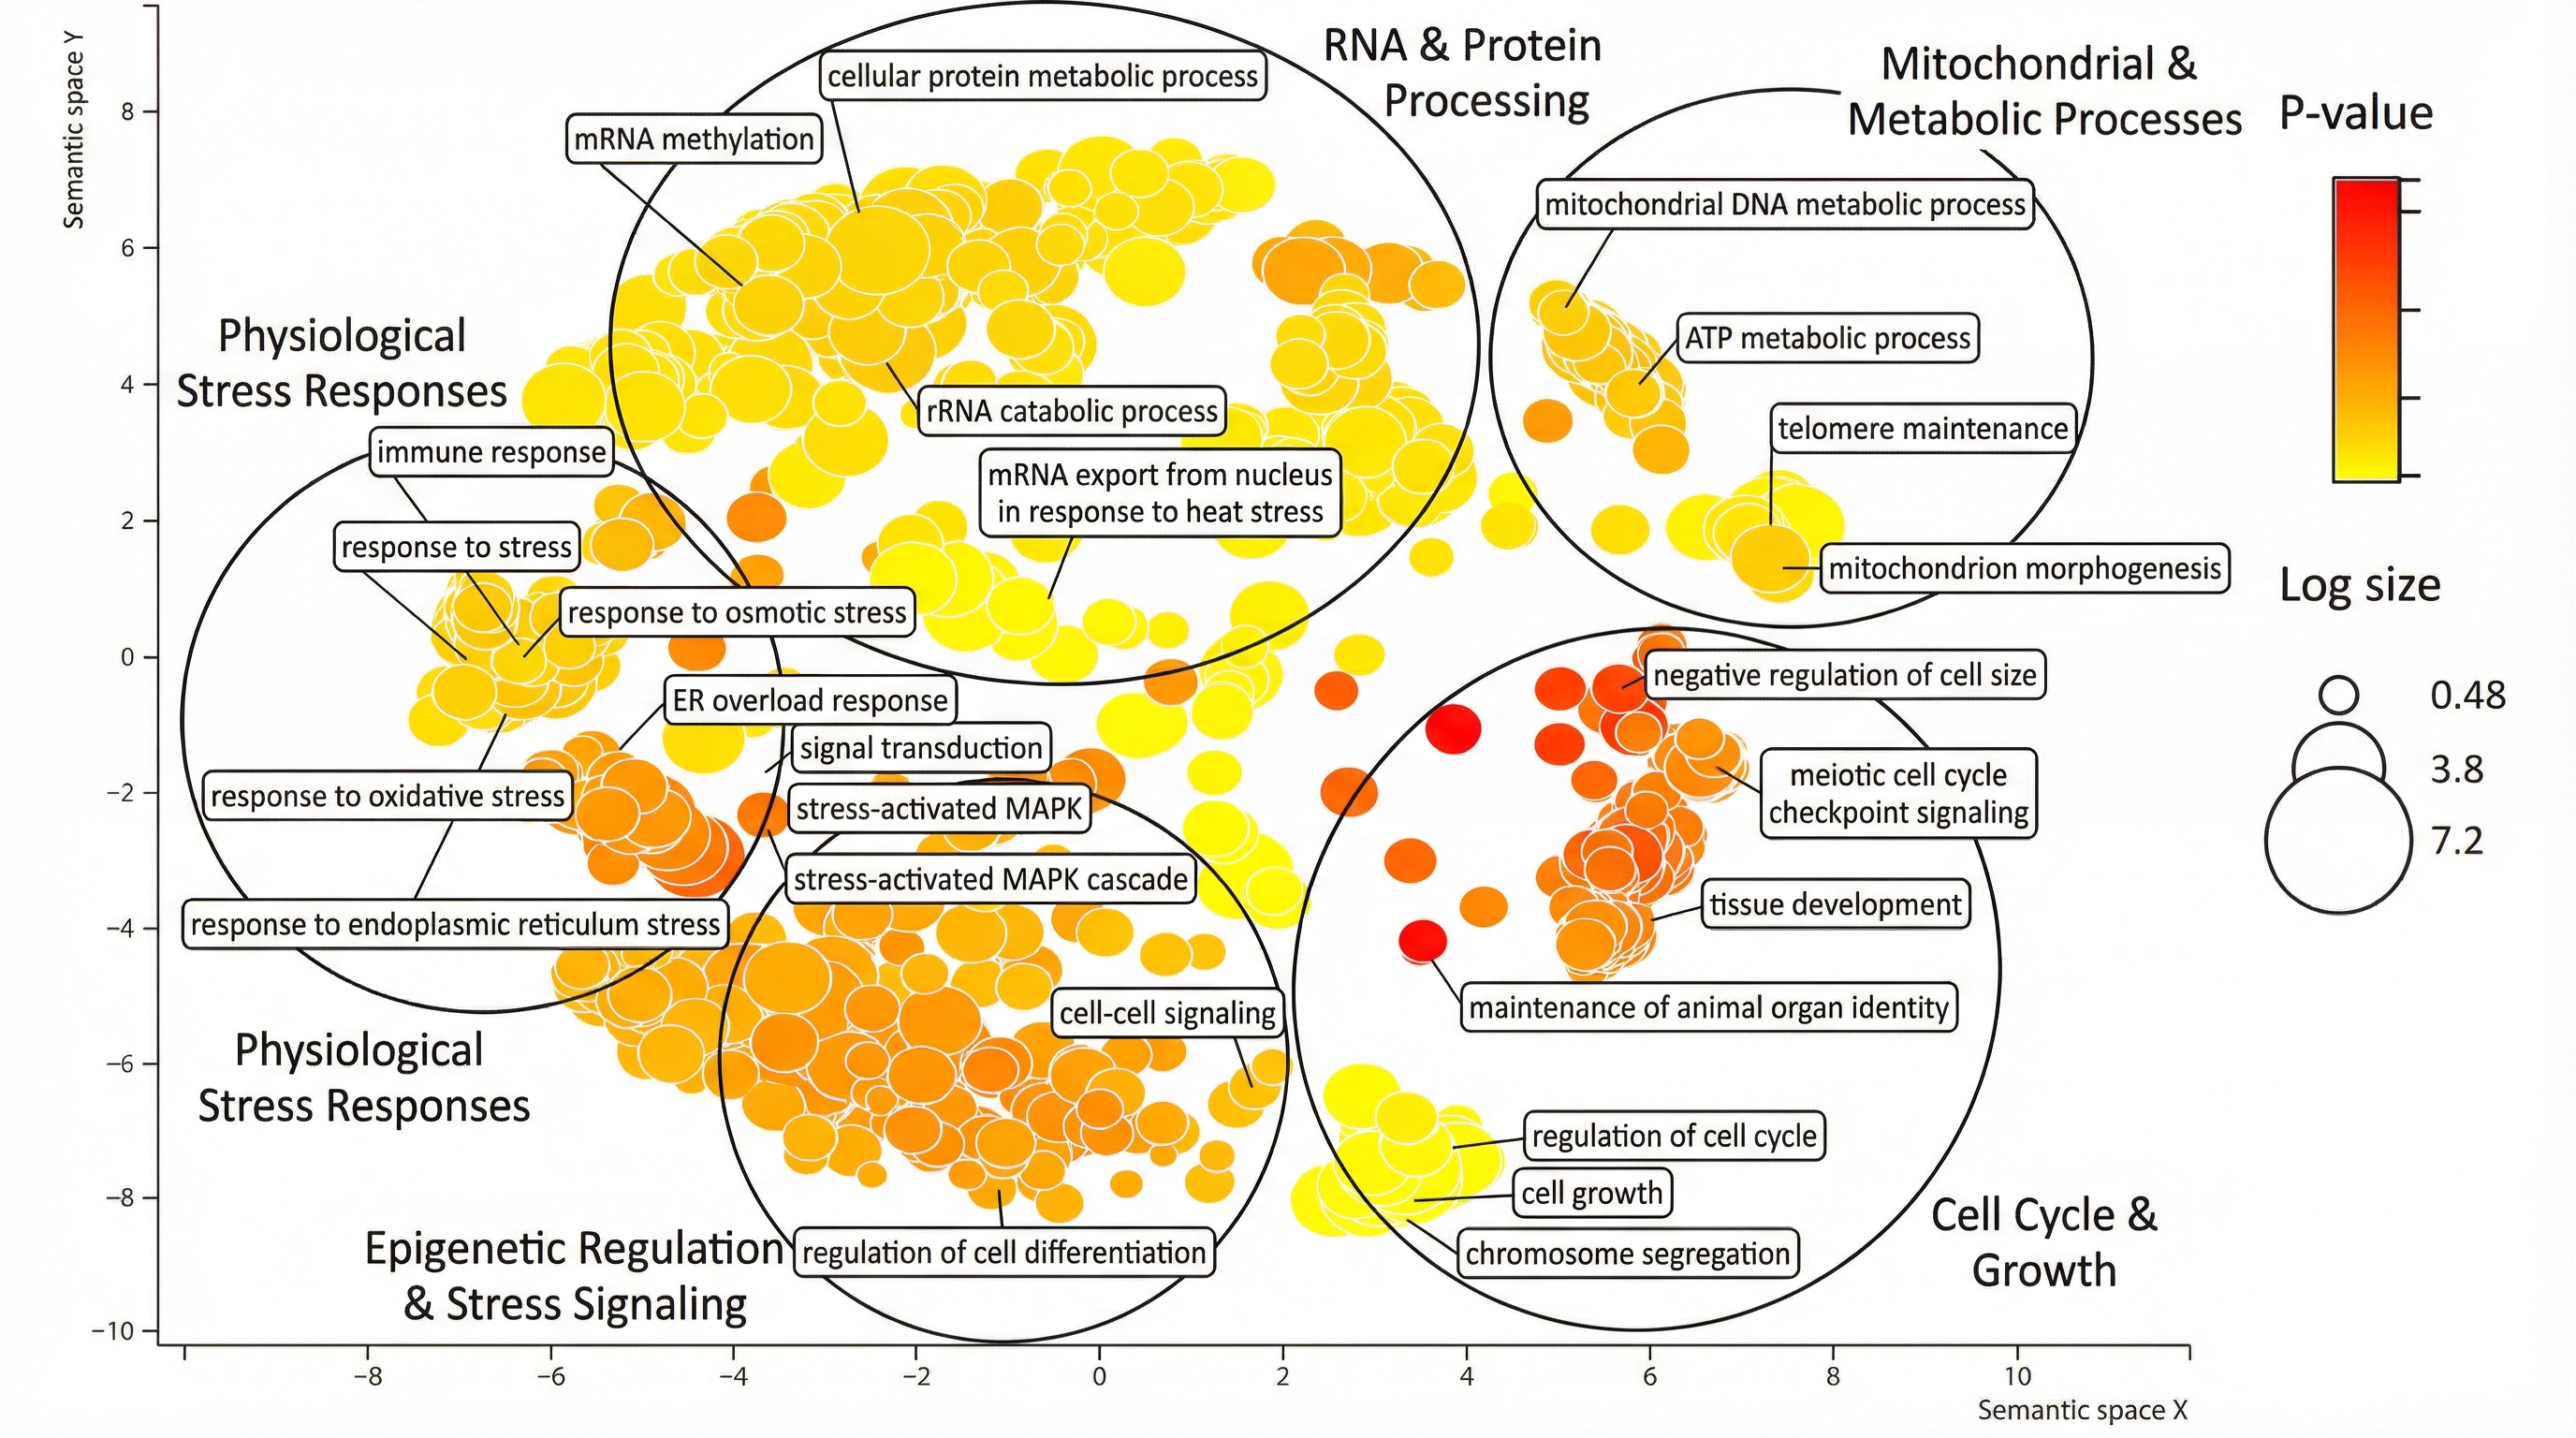 Semantic space Y
8
6
4
2
0
−2
−4
−6
−8
−10
−8
−6
−4
−2
0
2
4
6
8
10
Semantic space X
RNA & Protein
Processing
cellular protein metabolic process
mRNA methylation
rRNA catabolic process
mRNA export from nucleus
in response to heat stress
Mitochondrial &
Metabolic Processes
mitochondrial DNA metabolic process
ATP metabolic process
telomere maintenance
mitochondrion morphogenesis
Physiological
Stress Responses
immune response
response to stress
response to osmotic stress
ER overload response
signal transduction
response to oxidative stress
stress-activated MAPK
stress-activated MAPK cascade
response to endoplasmic reticulum stress
Physiological
Stress Responses
cell-cell signaling
Epigenetic Regulation
& Stress Signaling
regulation of cell differentiation
negative regulation of cell size
meiotic cell cycle
checkpoint signaling
tissue development
maintenance of animal organ identity
regulation of cell cycle
cell growth
chromosome segregation
Cell Cycle &
Growth
P-value
Log size
0.48
3.8
7.2